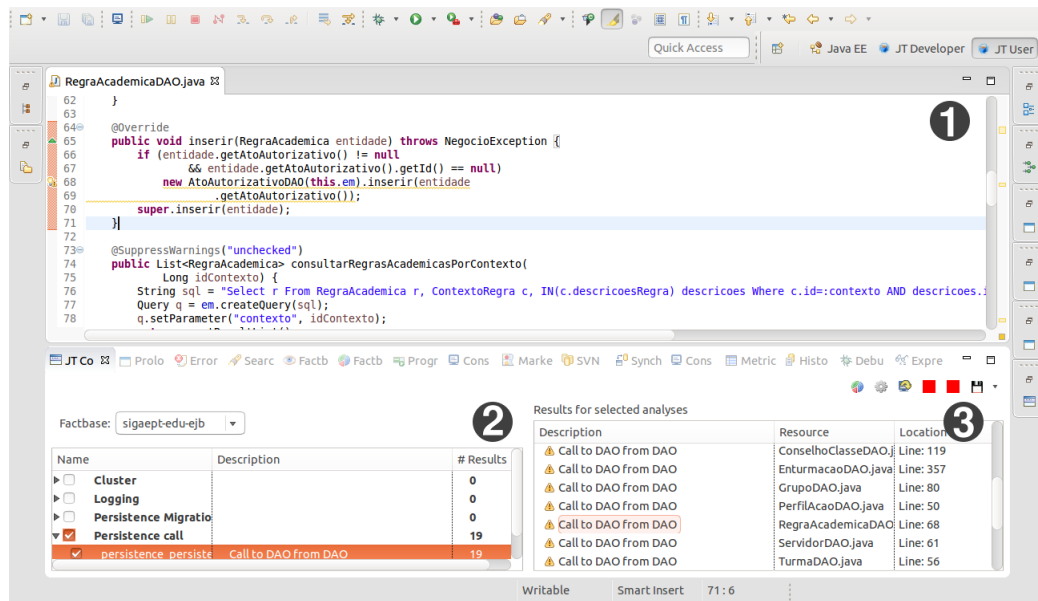 Quick Access
Java EE
JT Developer
JT User
RegraAcademicaDAO.java
1
62 }
63
64 @Override
65 public void inserir(RegraAcademica entidade) throws NegocioException {
66 if (entidade.getAtoAutorizativo() != null
67 && entidade.getAtoAutorizativo().getId() == null)
68 new AtoAutorizativoDAO(this.em).inserir(entidade
69 .getAtoAutorizativo());
70 super.inserir(entidade);
71 }
72
73 @SuppressWarnings("unchecked")
74 public List<RegraAcademica> consultarRegrasAcademicasPorContexto(
75 Long idContexto) {
76 String sql = "Select r From RegraAcademica r, ContextoRegra c, IN(c.descricoesRegra) descricoes Where c.id=:contexto AND descricoes.i
77 Query q = em.createQuery(sql);
78 q.setParameter("contexto", idContexto);
JT Co Prolo Error Searc Factb Factb Progr Cons Marke SVN Synch Cons Metric Histo Debu Expre
Factbase: sigaept-edu-ejb
2
Name Description # Results
Cluster 0
Logging 0
Persistence Migratio 0
Persistence call 19
persistence_persiste Call to DAO from DAO 19
Results for selected analyses
3
Description Resource Location
Call to DAO from DAO ConselhoClasseDAO.j Line: 119
Call to DAO from DAO EnturmacaoDAO.java Line: 357
Call to DAO from DAO GrupoDAO.java Line: 80
Call to DAO from DAO PerfilAcaoDAO.java Line: 50
Call to DAO from DAO RegraAcademicaDAO Line: 68
Call to DAO from DAO ServidorDAO.java Line: 61
Call to DAO from DAO TurmaDAO.java Line: 56
Writable Smart Insert 71 : 6